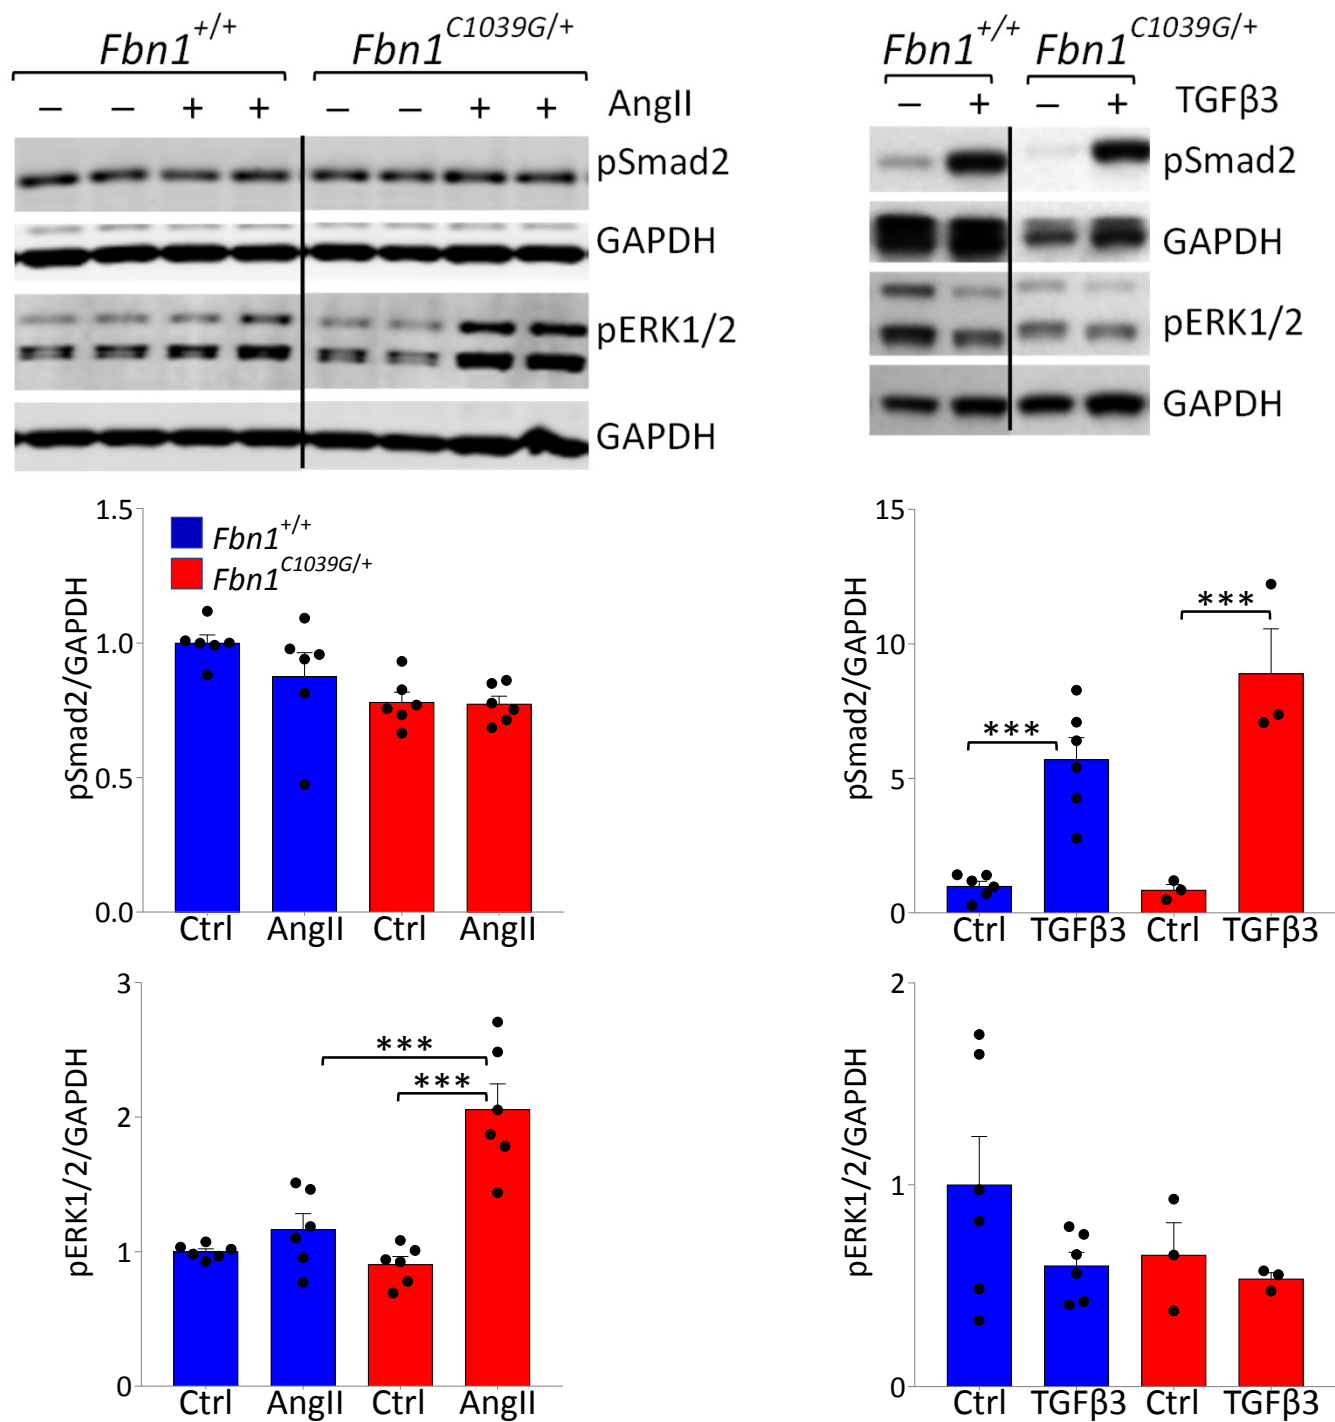 Fbn1+/+ Fbn1C1039G/+
– – + + – – + + AngII
pSmad2
GAPDH
pERK1/2
GAPDH
Fbn1+/+ Fbn1C1039G/+
– + – + TGFβ3
pSmad2
GAPDH
pERK1/2
GAPDH
pSmad2/GAPDH
1.5
1.0
0.5
0.0
Fbn1+/+
Fbn1C1039G/+
Ctrl AngII Ctrl AngII
pSmad2/GAPDH
15
10
5
0
***
***
Ctrl TGFβ3 Ctrl TGFβ3
pERK1/2/GAPDH
3
2
1
0
***
***
Ctrl AngII Ctrl AngII
pERK1/2/GAPDH
2
1
0
Ctrl TGFβ3 Ctrl TGFβ3